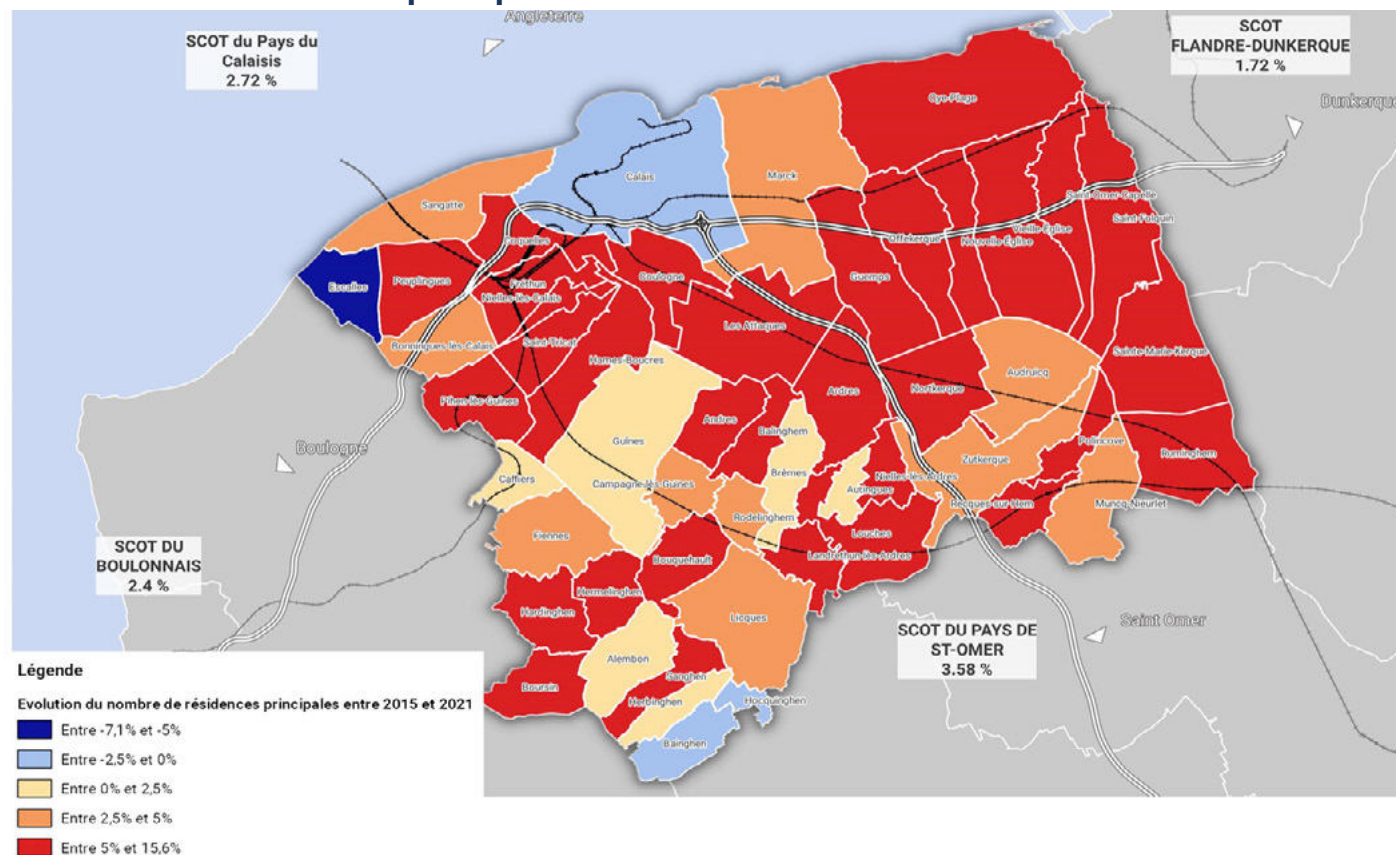 Angleterre
SCOT du Pays du
Calaisis
2.72 %
SCOT
FLANDRE-DUNKERQUE
1.72 %
Dunkerque
Oye-Plage
Calais
Marck
Sangatte
Saint-Omer-Capelle
Saint-Folquin
Vieille-Église
Nouvelle-Église
Offekerque
Coquelles
Guemps
Escalles
Peuplingues
Fréthun
Coulogne
Nielles-lès-Calais
Les Attaques
Bonningues-lès-Calais
Saint-Tricat
Hames-Boucres
Sainte-Marie-Kerque
Audruicq
Pihen-lès-Guînes
Ardres
Nortkerque
Andres
Balinghem
Guînes
Polincove
Ruminghem
Boulogne
Zutkerque
Brêmes
Caffiers
Campagne-lès-Guines
Nielles-lès-Ardres
Autingues
Recques-sur-Hem
Muncq-Nieurlet
Rodelinghem
Fiennes
Louches
Landrethun-lès-Ardres
SCOT DU
BOULONNAIS
2.4 %
Bouquehault
Hermelinghen
Hardinghen
Licques
Saint Omer
SCOT DU PAYS DE
ST-OMER
3.58 %
Alembon
Sanghen
Boursin
Herbinghen
Hocquinghen
Bainghen
Légende
Evolution du nombre de résidences principales entre 2015 et 2021
Entre -7,1% et -5%
Entre -2,5% et 0%
Entre 0% et 2,5%
Entre 2,5% et 5%
Entre 5% et 15,6%